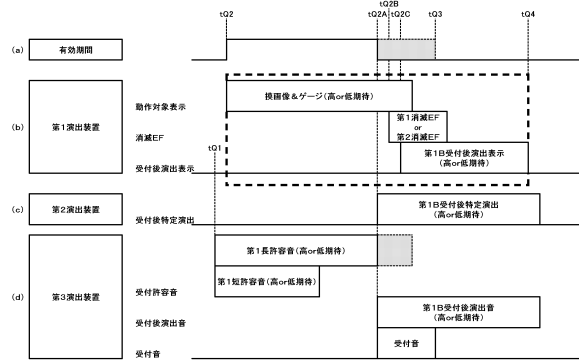 tQ2
tQ2B
tQ2A
tQ2C
tQ3
tQ4
(a)
有効期間
(b)
第1演出装置
動作対象表示
操画像&ゲージ(高or低期待)
消滅EF
第1消滅EF
or
第2消滅EF
受付後演出表示
第1B受付後演出表示
(高or低期待)
tQ1
(c)
第2演出装置
受付後特定演出
第1B受付後特定演出
(高or低期待)
(d)
第3演出装置
第1長許容音(高or低期待)
受付許容音
第1短許容音(高or低期待)
受付後演出音
第1B受付後演出音
(高or低期待)
受付音
受付音